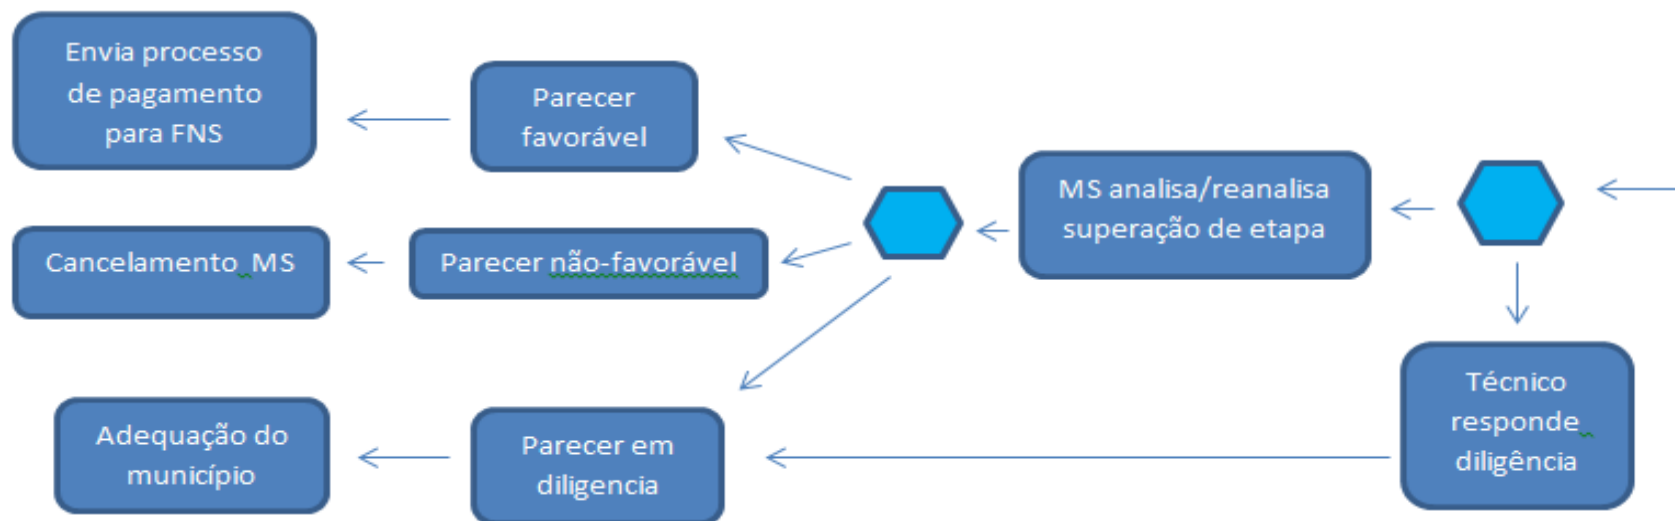 Envia processo
de pagamento
para FNS
Parecer
favorável
MS analisa/reanalisa
superação de etapa
Cancelamento MS
Parecer não-favorável
Adequação do
município
Parecer em
diligencia
Técnico
responde
diligência